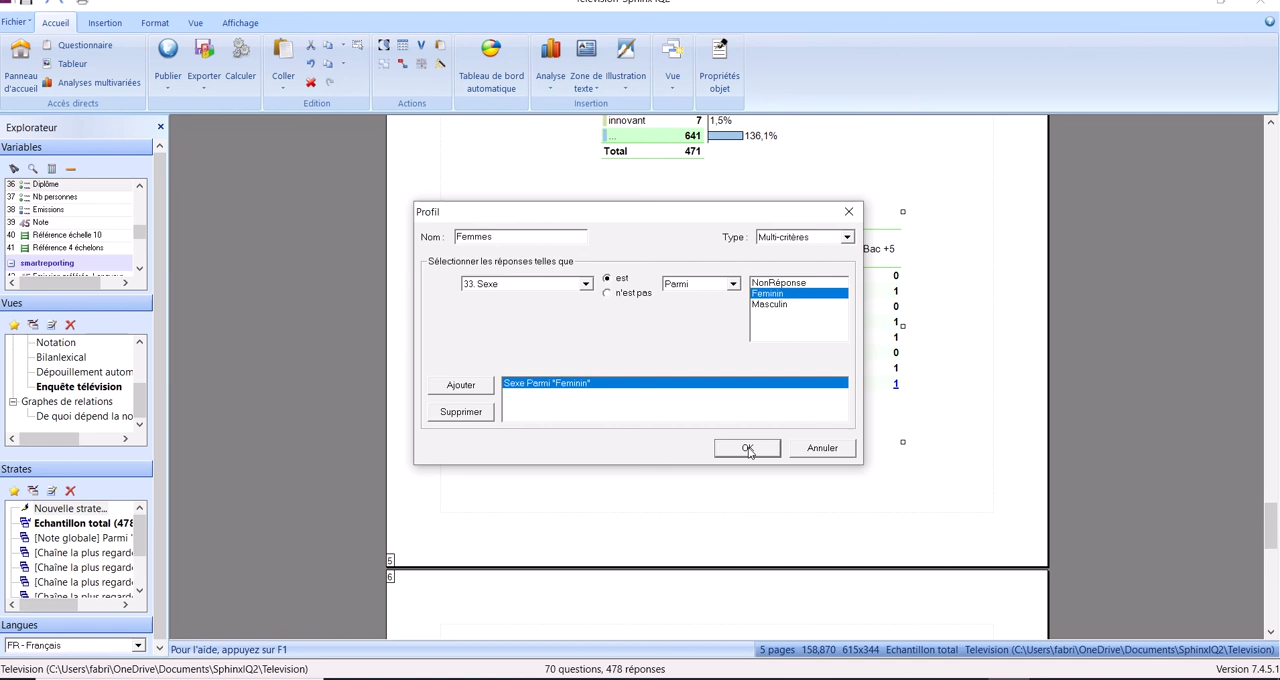 Télévision-Sphinx iQ2
Fichier Accueil Insertion Format Vue Affichage
Panneau d'accueil
Questionnaire
Tableur
Analyses multivariées
Accès directs
Publier Exporter Calculer
Coller
Edition
Actions
Tableau de bord automatique
Analyse Zone de texte Illustration
Insertion
Vue
Propriétés objet
Explorateur
Variables
36 Diplôme
37 Nb personnes
38 Emissions
39 Note
40 Référence échelle 10
41 Référence 4 échelons
smartreporting
Vues
Notation
Bilanlexical
Dépouillement autom
Enquête télévision
Graphes de relations
De quoi dépend la no
Strates
Nouvelle strate...
Echantillon total (478
[Note globale] Parmi
[Chaîne la plus regard
[Chaîne la plus regard
[Chaîne la plus regard
[Chaîne la plus regard
Langues
FR - Français
innovant 7 1,5%
... 641 136,1%
Total 471
Profil
Nom : Femmes
Type : Multi-critères
Sélectionner les réponses telles que
33. Sexe
est
n'est pas
Parmi
NonRéponse
Feminin
Masculin
Ajouter
Sexe Parmi "Feminin"
Supprimer
OK
Annuler
Bac +5
0
1
0
1
1
0
1
1
5
6
Pour l'aide, appuyez sur F1
5 pages 158,870 615x344 Echantillon total Television (C:\Users\fabri\OneDrive\Documents\SphinxIQ2\Television)
Television (C:\Users\fabri\OneDrive\Documents\SphinxIQ2\Television)
70 questions, 478 réponses
Version 7.4.5.1